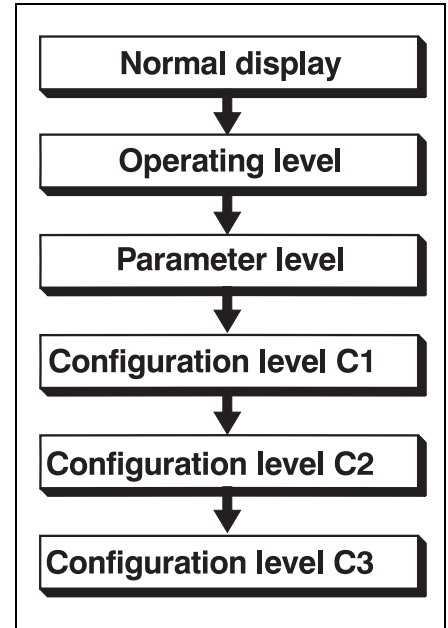 Normal display
Operating level
Parameter level
Configuration level C1
Configuration level C2
Configuration level C3